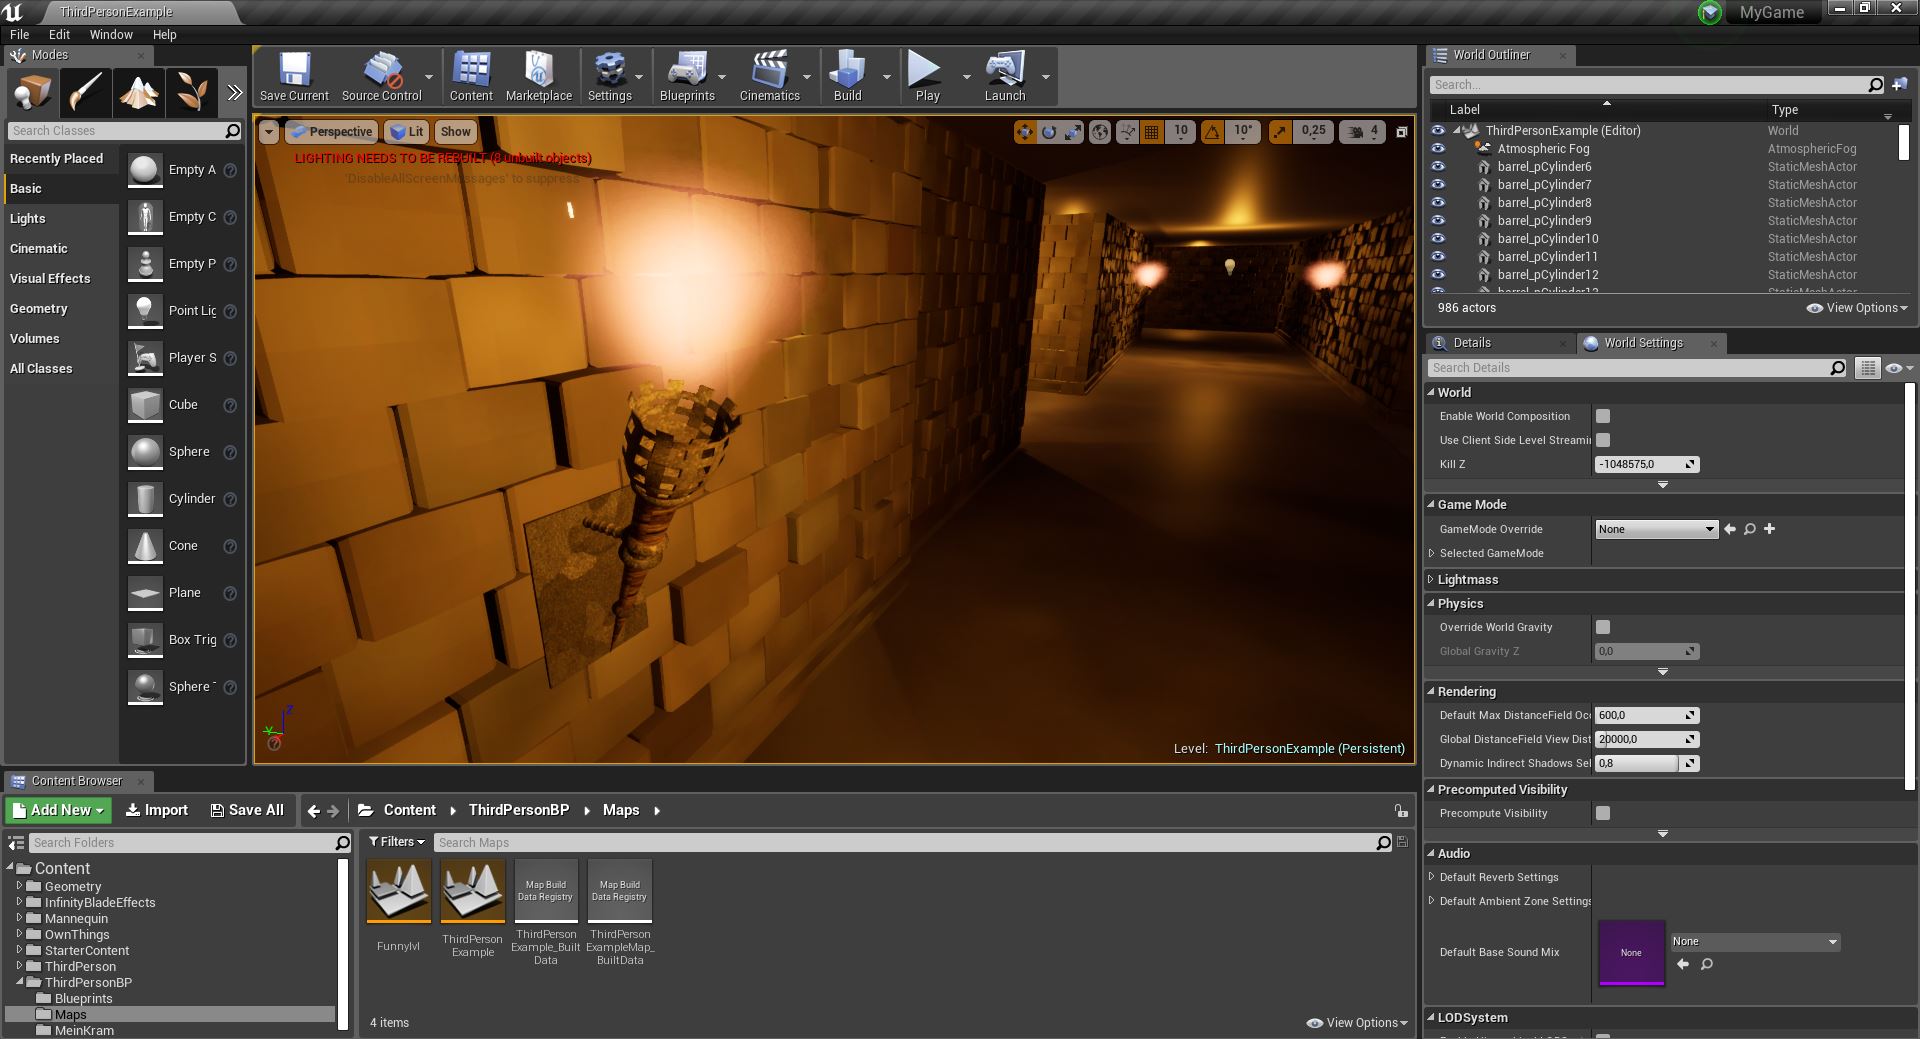 ThirdPersonExample
MyGame
File Edit Window Help
Modes
Search Classes
Recently Placed
Basic
Lights
Cinematic
Visual Effects
Geometry
Volumes
All Classes
Empty A
Empty C
Empty P
Point Lig
Player S
Cube
Sphere
Cylinder
Cone
Plane
Box Trig
Sphere T
Save Current Source Control Content Marketplace Settings Blueprints Cinematics Build Play Launch
Perspective Lit Show
10 10° 0,25 4
LIGHTING NEEDS TO BE REBUILT (8 unbuilt objects)
'DisableAllScreenMessages' to suppress
Z
Level: ThirdPersonExample (Persistent)
World Outliner
Search...
Label Type
ThirdPersonExample (Editor) World
Atmospheric Fog AtmosphericFog
barrel_pCylinder6 StaticMeshActor
barrel_pCylinder7 StaticMeshActor
barrel_pCylinder8 StaticMeshActor
barrel_pCylinder9 StaticMeshActor
barrel_pCylinder10 StaticMeshActor
barrel_pCylinder11 StaticMeshActor
barrel_pCylinder12 StaticMeshActor
barrel_pCylinder13 StaticMeshActor
986 actors View Options
Details World Settings
Search Details
World
Enable World Composition
Use Client Side Level Streami
Kill Z -1048575,0
Game Mode
GameMode Override None
Selected GameMode
Lightmass
Physics
Override World Gravity
Global Gravity Z 0,0
Rendering
Default Max DistanceField Occ 600,0
Global DistanceField View Dist 20000,0
Dynamic Indirect Shadows Sel 0,8
Precomputed Visibility
Precompute Visibility
Audio
Default Reverb Settings
Default Ambient Zone Settings
Default Base Sound Mix None None
LODSystem
Content Browser
Add New Import Save All Content ThirdPersonBP Maps
Search Folders
Content
Geometry
InfinityBladeEffects
Mannequin
OwnThings
StarterContent
ThirdPerson
ThirdPersonBP
Blueprints
Maps
MeinKram
Filters Search Maps
Map Build
Data Registry
Map Build
Data Registry
Funnylvl
ThirdPerson
Example
ThirdPerson
Example_Built
Data
ThirdPerson
ExampleMap_
BuiltData
4 items View Options